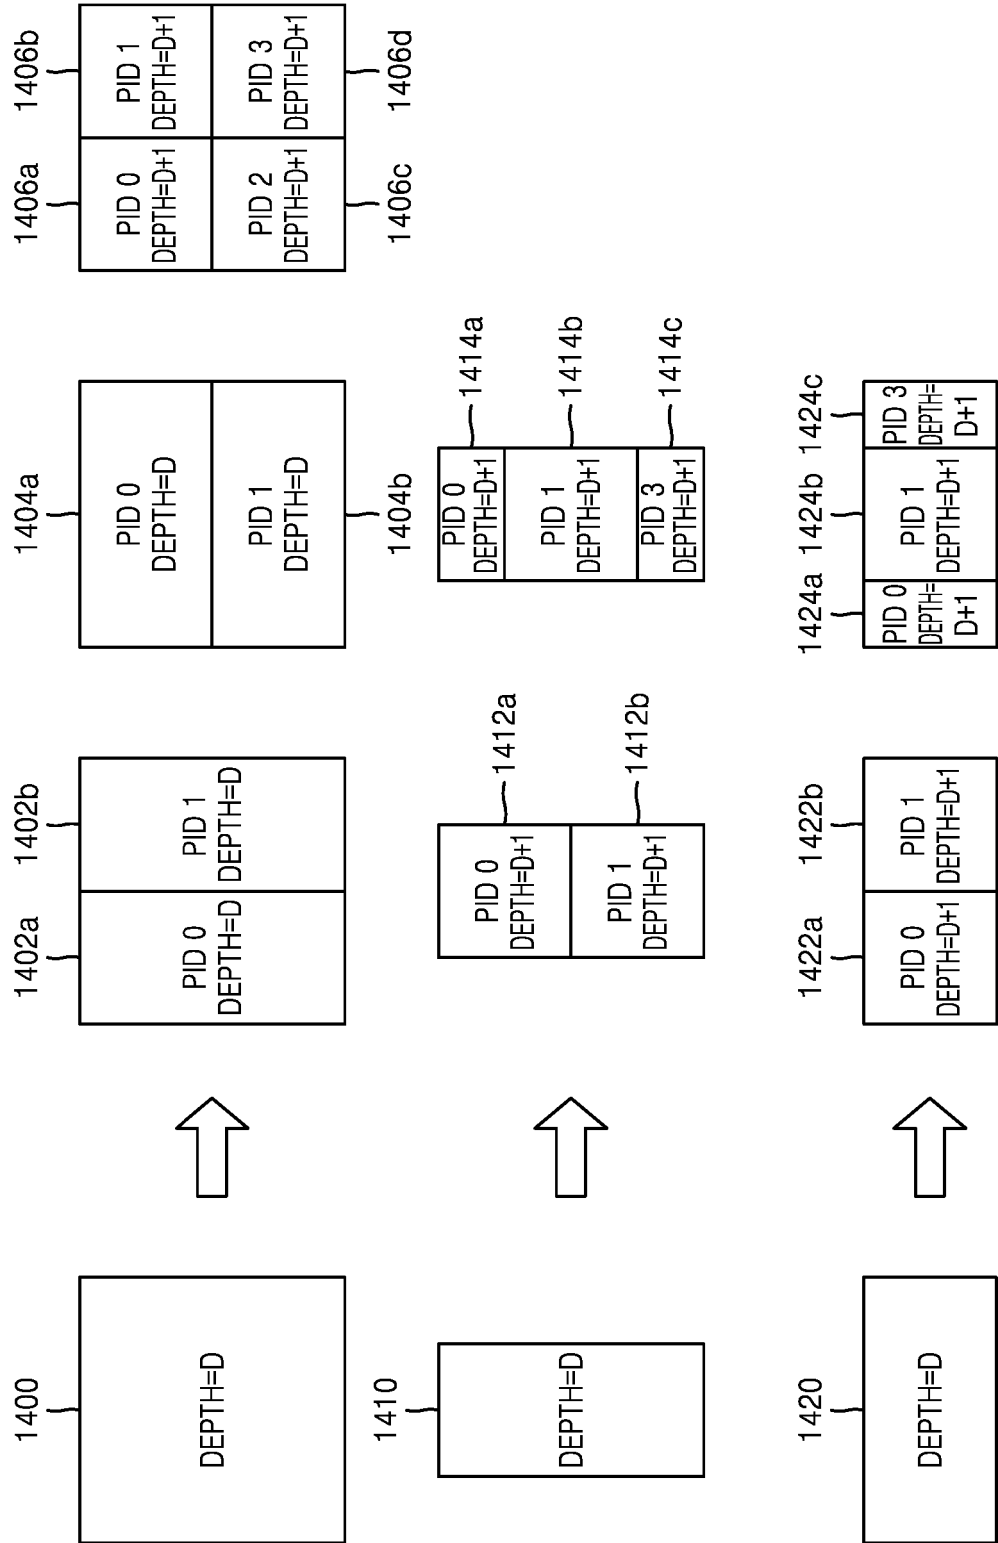 1400
1402a
1402b
1404a
1406a
1406b
DEPTH=D
PID 0
DEPTH=D
PID 1
DEPTH=D
PID 0
DEPTH=D
PID 1
DEPTH=D
PID 0
DEPTH=D+1
PID 1
DEPTH=D+1
PID 2
DEPTH=D+1
PID 3
DEPTH=D+1
1404b
1406c
1406d
1410
DEPTH=D
PID 0
DEPTH=D+1
1412a
PID 1
DEPTH=D+1
1412b
PID 0
DEPTH=D+1
1414a
PID 1
DEPTH=D+1
1414b
PID 3
DEPTH=D+1
1414c
1420
1422a
1422b
1424a
1424b
1424c
DEPTH=D
PID 0
DEPTH=D+1
PID 1
DEPTH=D+1
PID 0
DEPTH=
D+1
PID 1
DEPTH=D+1
PID 3
DEPTH=
D+1